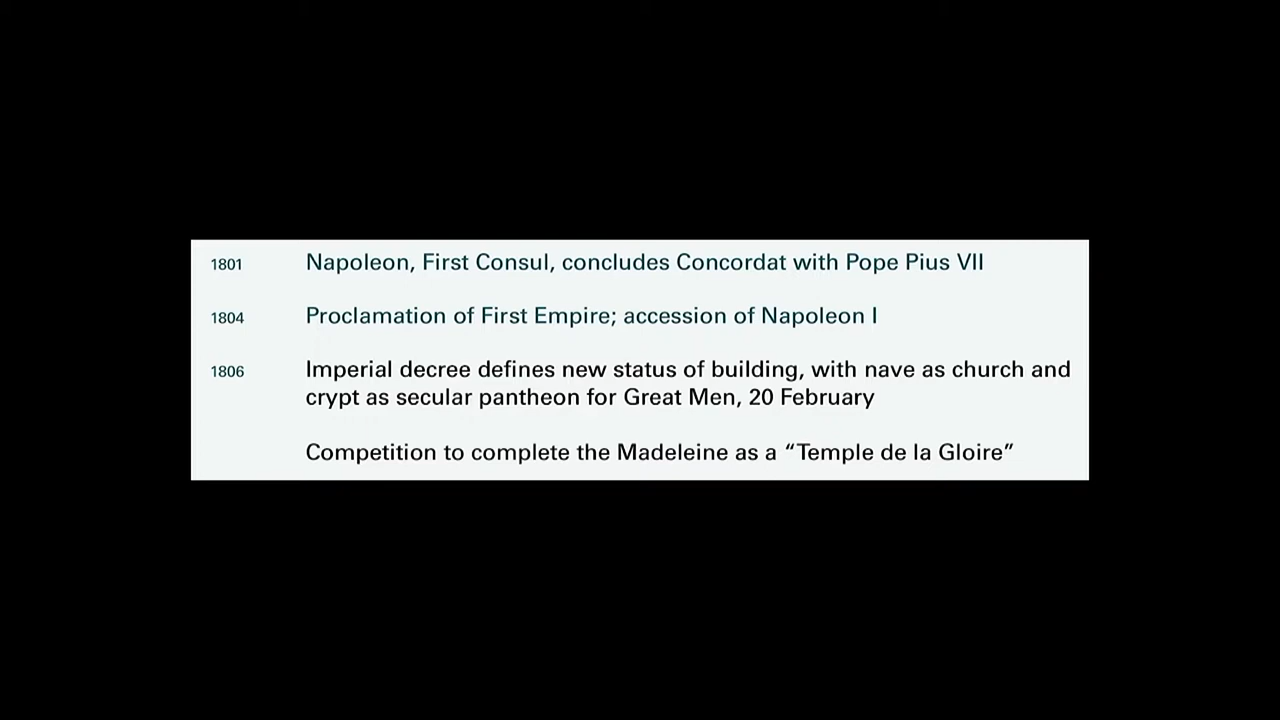 1801 Napoleon, First Consul, concludes Concordat with Pope Pius VII
1804 Proclamation of First Empire; accession of Napoleon I
1806 Imperial decree defines new status of building, with nave as church and
crypt as secular pantheon for Great Men, 20 February
Competition to complete the Madeleine as a “Temple de la Gloire”